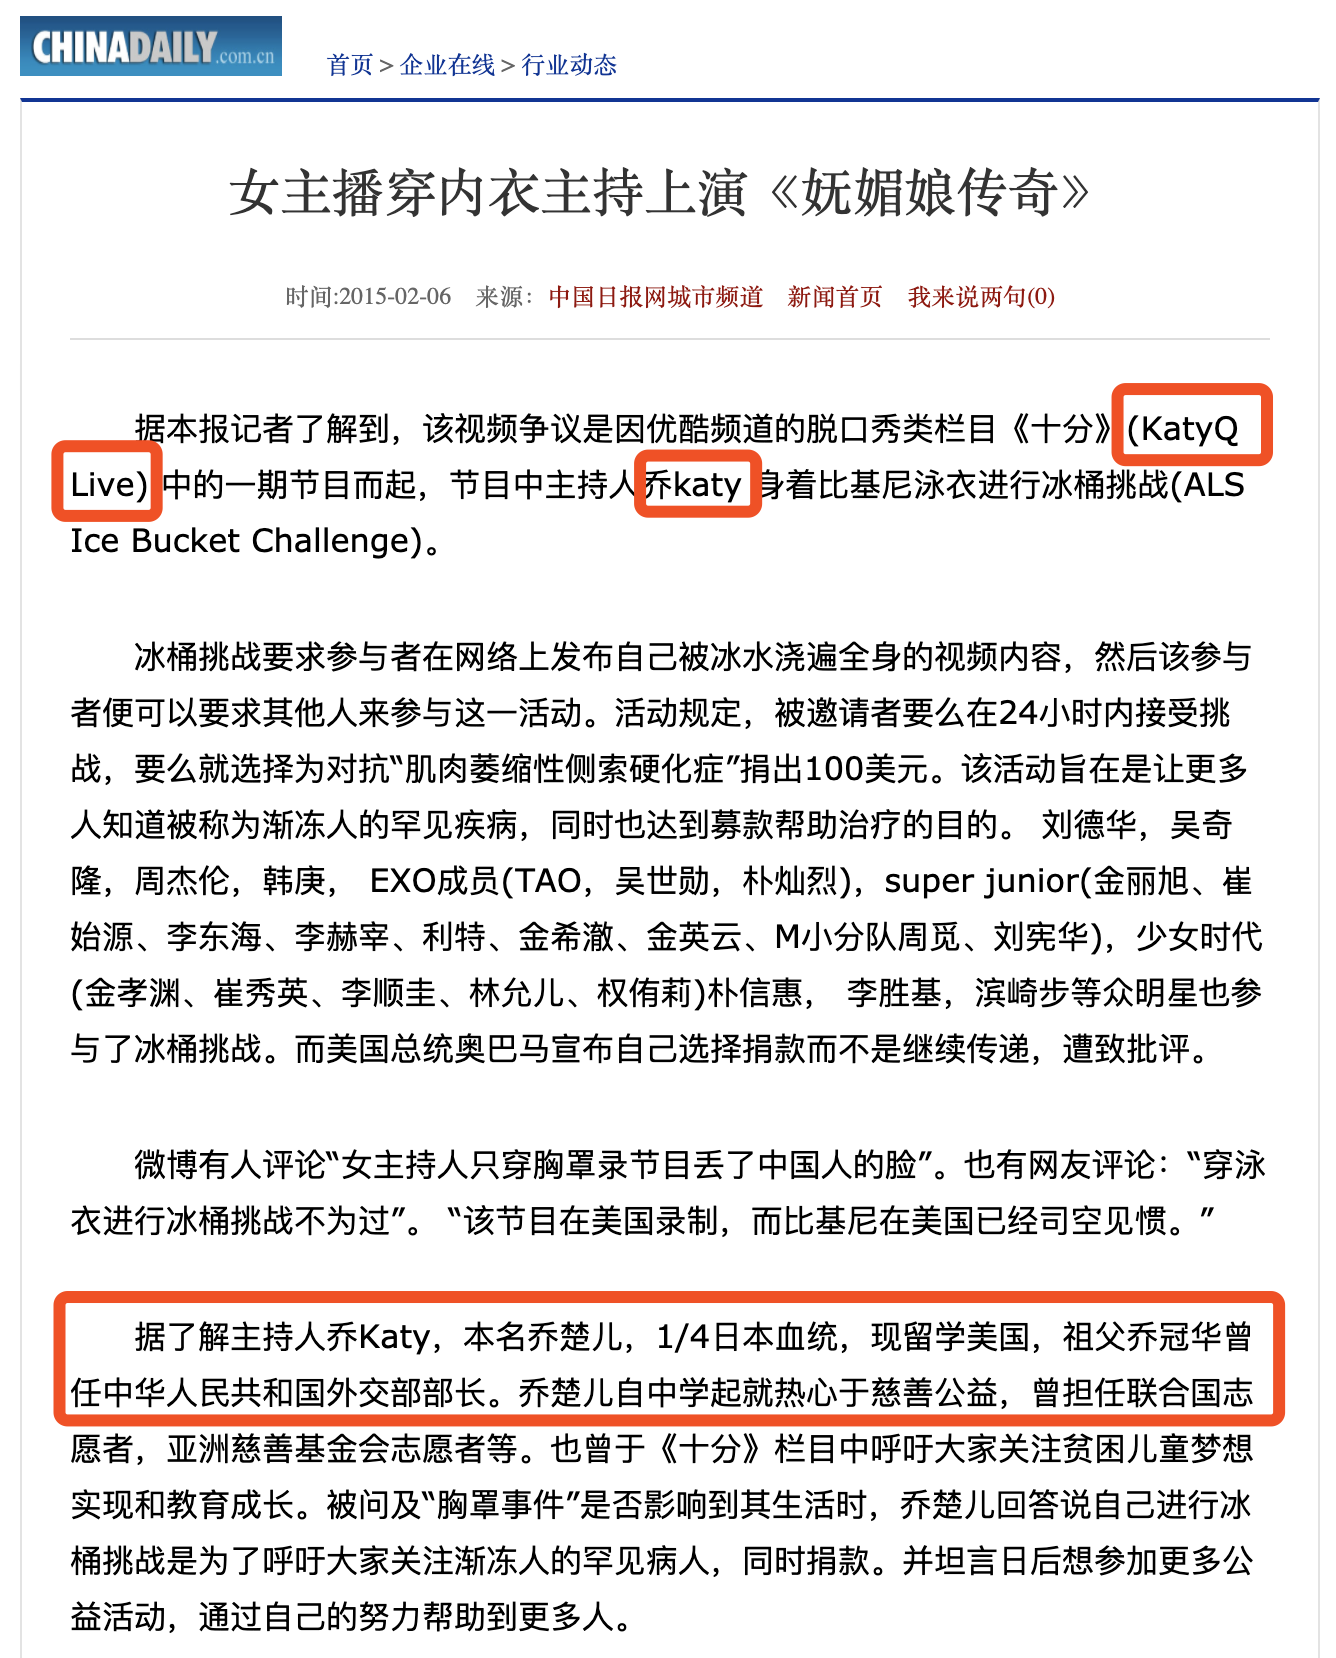 CHINADAILY.com.cn
首页 > 企业在线 > 行业动态
女主播穿内衣主持上演《妩媚娘传奇》
时间:2015-02-06 来源：中国日报网城市频道 新闻首页 我来说两句(0)
据本报记者了解到，该视频争议是因优酷频道的脱口秀类栏目《十分》(KatyQ
Live)中的一期节目而起，节目中主持人乔katy身着比基尼泳衣进行冰桶挑战(ALS
Ice Bucket Challenge)。
冰桶挑战要求参与者在网络上发布自己被冰水浇遍全身的视频内容，然后该参与
者便可以要求其他人来参与这一活动。活动规定，被邀请者要么在24小时内接受挑
战，要么就选择为对抗“肌肉萎缩性侧索硬化症”捐出100美元。该活动旨在是让更多
人知道被称为渐冻人的罕见疾病，同时也达到募款帮助治疗的目的。 刘德华，吴奇
隆，周杰伦，韩庚， EXO成员(TAO，吴世勋，朴灿烈)，super junior(金丽旭、崔
始源、李东海、李赫宰、利特、金希澈、金英云、M小分队周觅、刘宪华)，少女时代
(金孝渊、崔秀英、李顺圭、林允儿、权侑莉)朴信惠， 李胜基，滨崎步等众明星也参
与了冰桶挑战。而美国总统奥巴马宣布自己选择捐款而不是继续传递，遭致批评。
微博有人评论“女主持人只穿胸罩录节目丢了中国人的脸”。也有网友评论：“穿泳
衣进行冰桶挑战不为过”。 “该节目在美国录制，而比基尼在美国已经司空见惯。”
据了解主持人乔Katy，本名乔楚儿，1/4日本血统，现留学美国，祖父乔冠华曾
任中华人民共和国外交部部长。乔楚儿自中学起就热心于慈善公益，曾担任联合国志
愿者，亚洲慈善基金会志愿者等。也曾于《十分》栏目中呼吁大家关注贫困儿童梦想
实现和教育成长。被问及“胸罩事件”是否影响到其生活时，乔楚儿回答说自己进行冰
桶挑战是为了呼吁大家关注渐冻人的罕见病人，同时捐款。并坦言日后想参加更多公
益活动，通过自己的努力帮助到更多人。